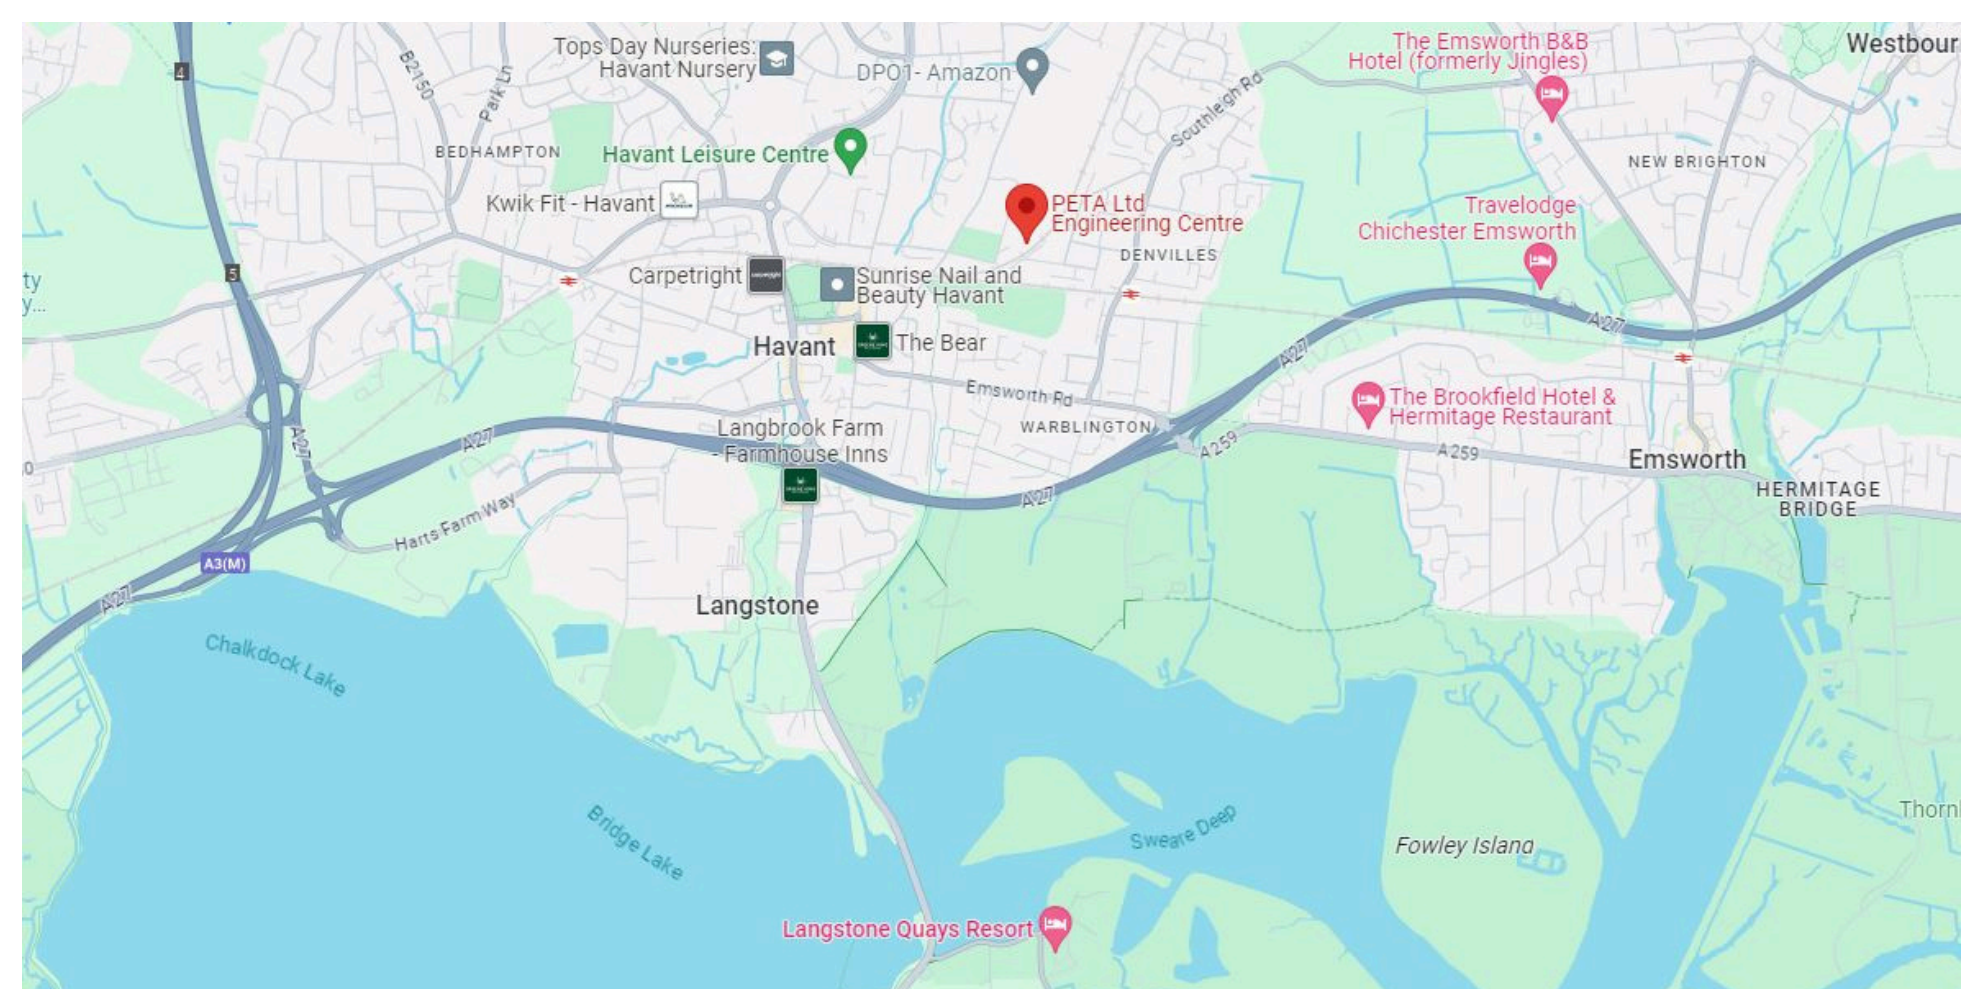 4
B2150
Park Ln
Tops Day Nurseries:
Havant Nursery
DPO1- Amazon
Southleigh Rd
The Emsworth B&B
Hotel (formerly Jingles)
Westbour
BEDHAMPTON
Havant Leisure Centre
NEW BRIGHTON
Kwik Fit - Havant
PETA Ltd
Engineering Centre
Travelodge
Chichester Emsworth
DENVILLES
5
ty
y...
Carpetright
Sunrise Nail and
Beauty Havant
A27
Havant
The Bear
A27
Emsworth Rd
The Brookfield Hotel &
Hermitage Restaurant
WARBLINGTON
A27
A27
Langbrook Farm
- Farmhouse Inns
A259
A259
Emsworth
0
HERMITAGE
BRIDGE
A27
Harts Farm Way
A3(M)
A27
Langstone
Chalkdock Lake
Bridge Lake
Sweare Deep
Fowley Island
Thorn
Langstone Quays Resort